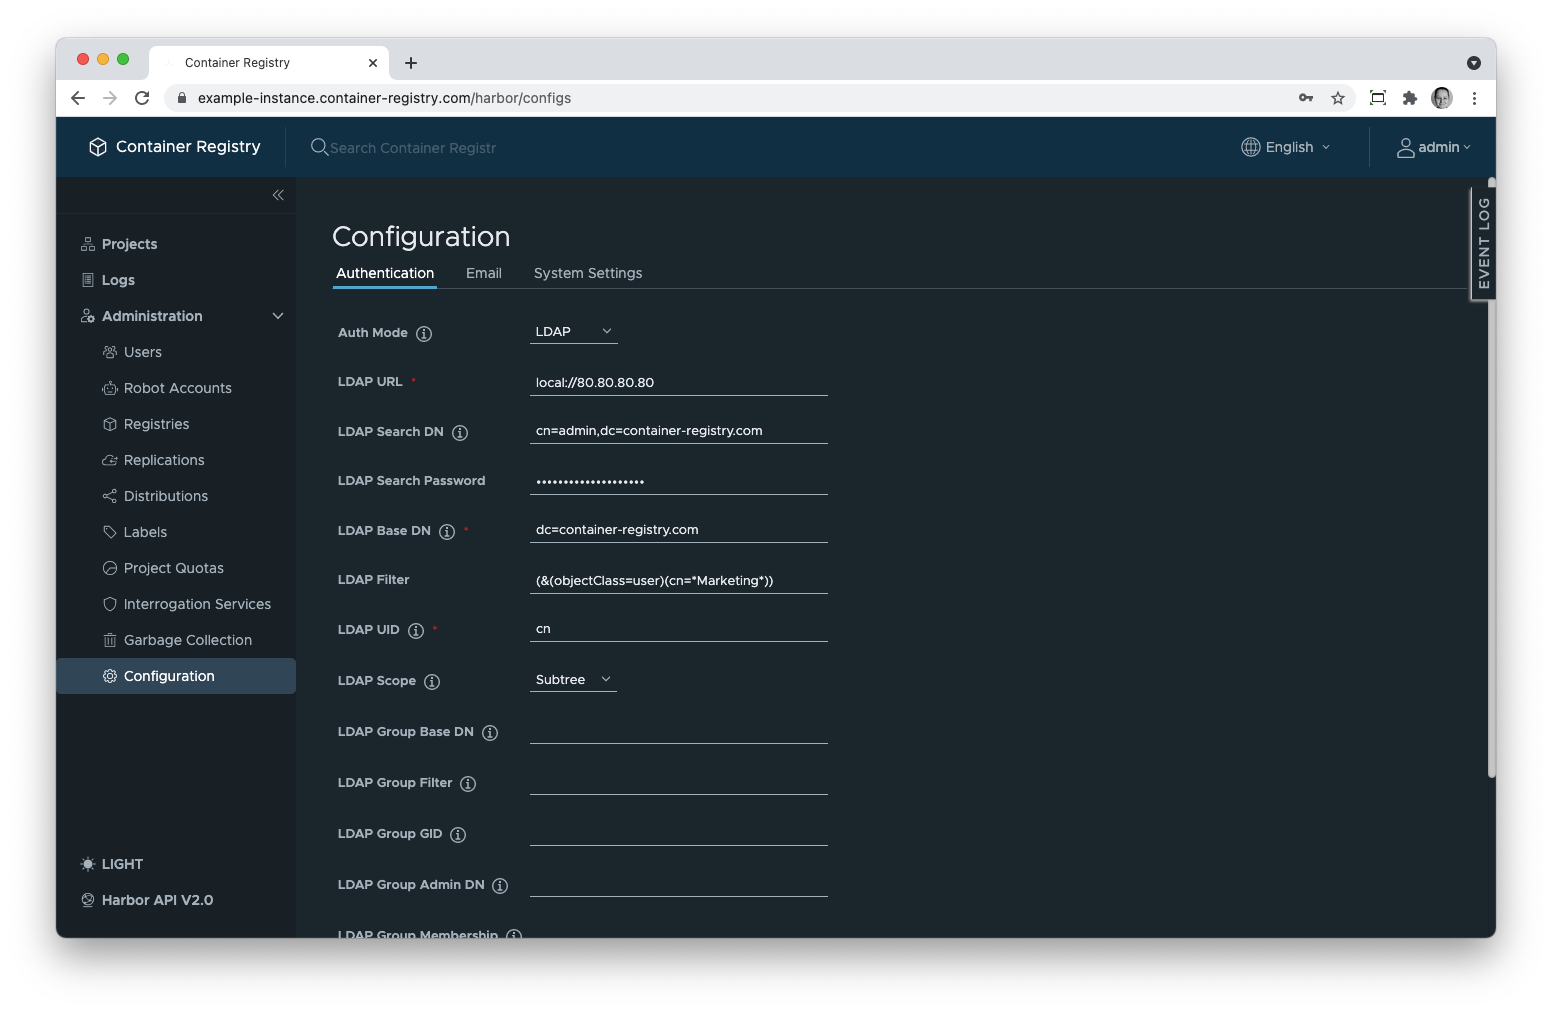 Container Registry
example-instance.container-registry.com/harbor/configs
Container Registry
Search Container Registr
English
admin
EVENT LOG
Projects
Logs
Administration
Users
Robot Accounts
Registries
Replications
Distributions
Labels
Project Quotas
Interrogation Services
Garbage Collection
Configuration
LIGHT
Harbor API V2.0
Configuration
Authentication Email System Settings
Auth Mode LDAP
LDAP URL * local://80.80.80.80
LDAP Search DN cn=admin,dc=container-registry.com
LDAP Search Password ••••••••••••••••••••
LDAP Base DN * dc=container-registry.com
LDAP Filter (&(objectClass=user)(cn=*Marketing*))
LDAP UID * cn
LDAP Scope Subtree
LDAP Group Base DN
LDAP Group Filter
LDAP Group GID
LDAP Group Admin DN
LDAP Group Membership